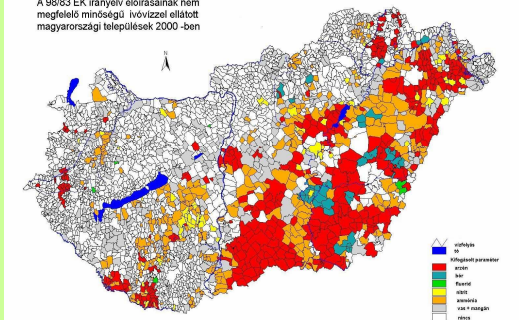 A 98/83 EK irányelv előírásainak nem
megfelelő minőségű ivóvízzel ellátott
magyarországi települések 2000 -ben
N
vízfolyás
tó
Kifogásolt paraméter
arzén
bór
fluorid
nitrit
ammónia
vas + mangán
nincs